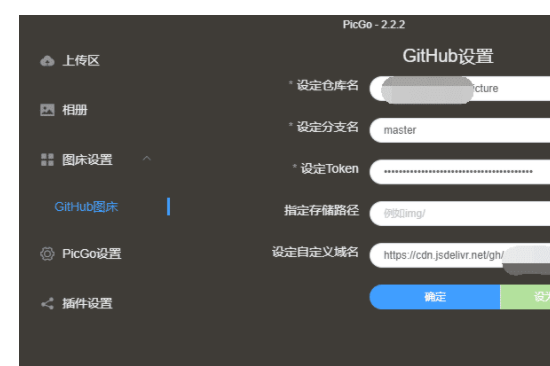 PicGo - 2.2.2
上传区
相册
图床设置
GitHub图床
PicGo设置
插件设置
GitHub设置
* 设定仓库名
cture
* 设定分支名
master
* 设定Token
指定存储路径
例如img/
设定自定义域名
https://cdn.jsdelivr.net/gh/
确定
设为